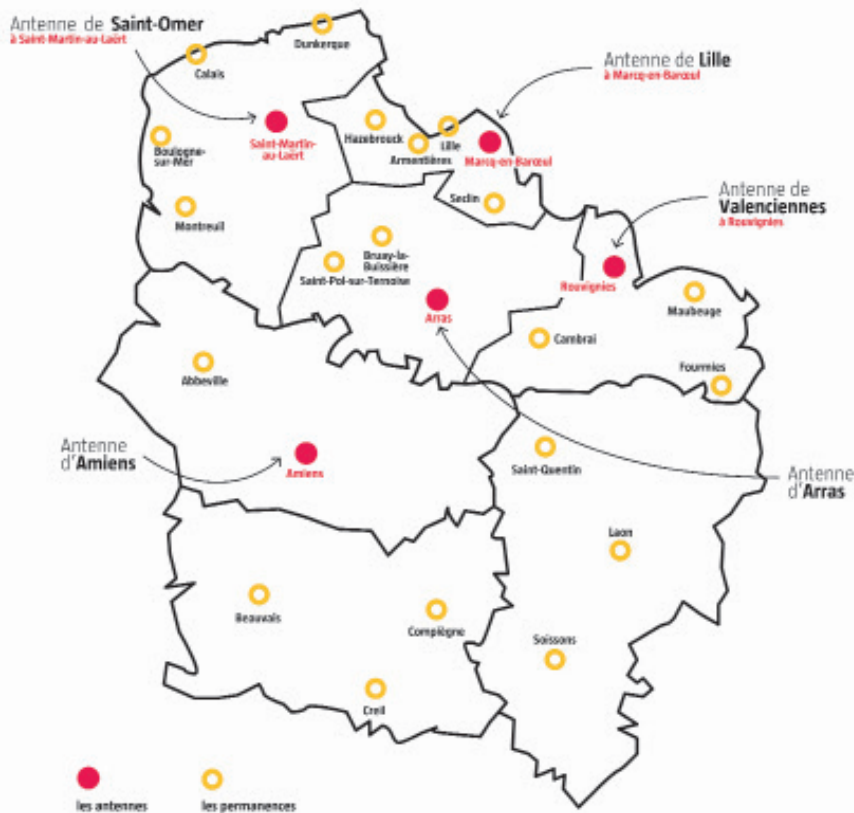 Antenne de Saint-Omer
à Saint-Martin-au-Laërt
Dunkerque
Calais
Antenne de Lille
à Marcq-en-Barœul
Hazebrouck
Lille
Saint-Martin-
au-Laërt
Boulogne-
sur-Mer
Armentières
Marcq-en-Barœul
Antenne de
Valenciennes
à Rouvignies
Seclin
Montreuil
Bruay-la-
Buissière
Saint-Pol-sur-Ternoise
Rouvignies
Arras
Maubeuge
Cambrai
Fourmies
Abbeville
Antenne
d'Amiens
Amiens
Saint-Quentin
Antenne
d'Arras
Laon
Beauvais
Compiègne
Soissons
Creil
les antennes
les permanences